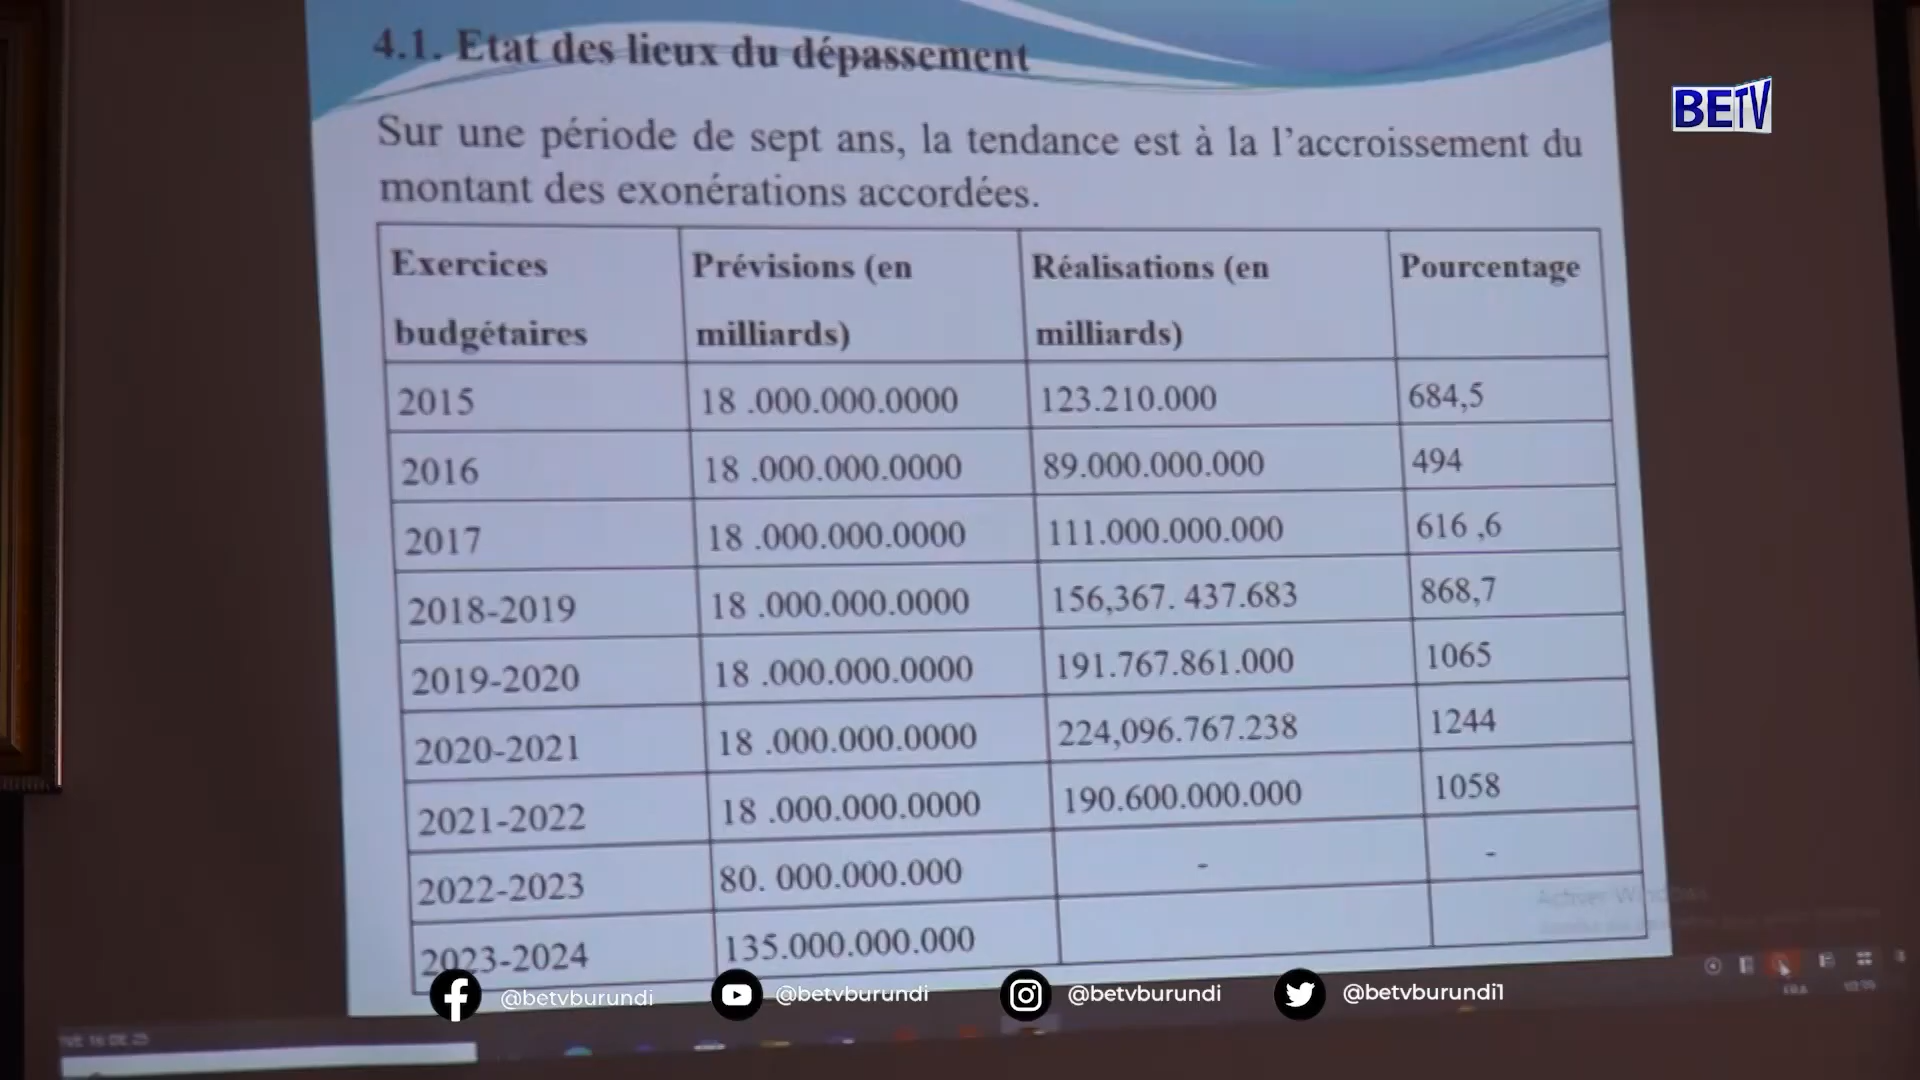 4.1. Etat des lieux du dépassement
BETV
Sur une période de sept ans, la tendance est à la l'accroissement du
montant des exonérations accordées.
Exercices budgétaires Prévisions (en milliards) Réalisations (en milliards) Pourcentage
2015 18 .000.000.0000 123.210.000 684,5
2016 18 .000.000.0000 89.000.000.000 494
2017 18 .000.000.0000 111.000.000.000 616 ,6
2018-2019 18 .000.000.0000 156,367. 437.683 868,7
2019-2020 18 .000.000.0000 191.767.861.000 1065
2020-2021 18 .000.000.0000 224,096.767.238 1244
2021-2022 18 .000.000.0000 190.600.000.000 1058
2022-2023 80. 000.000.000 - -
2023-2024 135.000.000.000
@betvburundi @betvburundi @betvburundi @betvburundi1